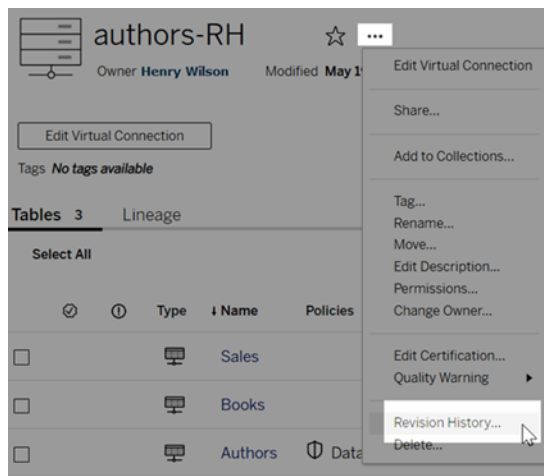 authors-RH
Owner Henry Wilson Modified May 1
Edit Virtual Connection
Tags No tags available
Tables 3 Lineage
Select All
Type ↓ Name Policies
Sales
Books
Authors Data
Edit Virtual Connection
Share...
Add to Collections...
Tag...
Rename...
Move...
Edit Description...
Permissions...
Change Owner...
Edit Certification...
Quality Warning
Revision History...
Delete...